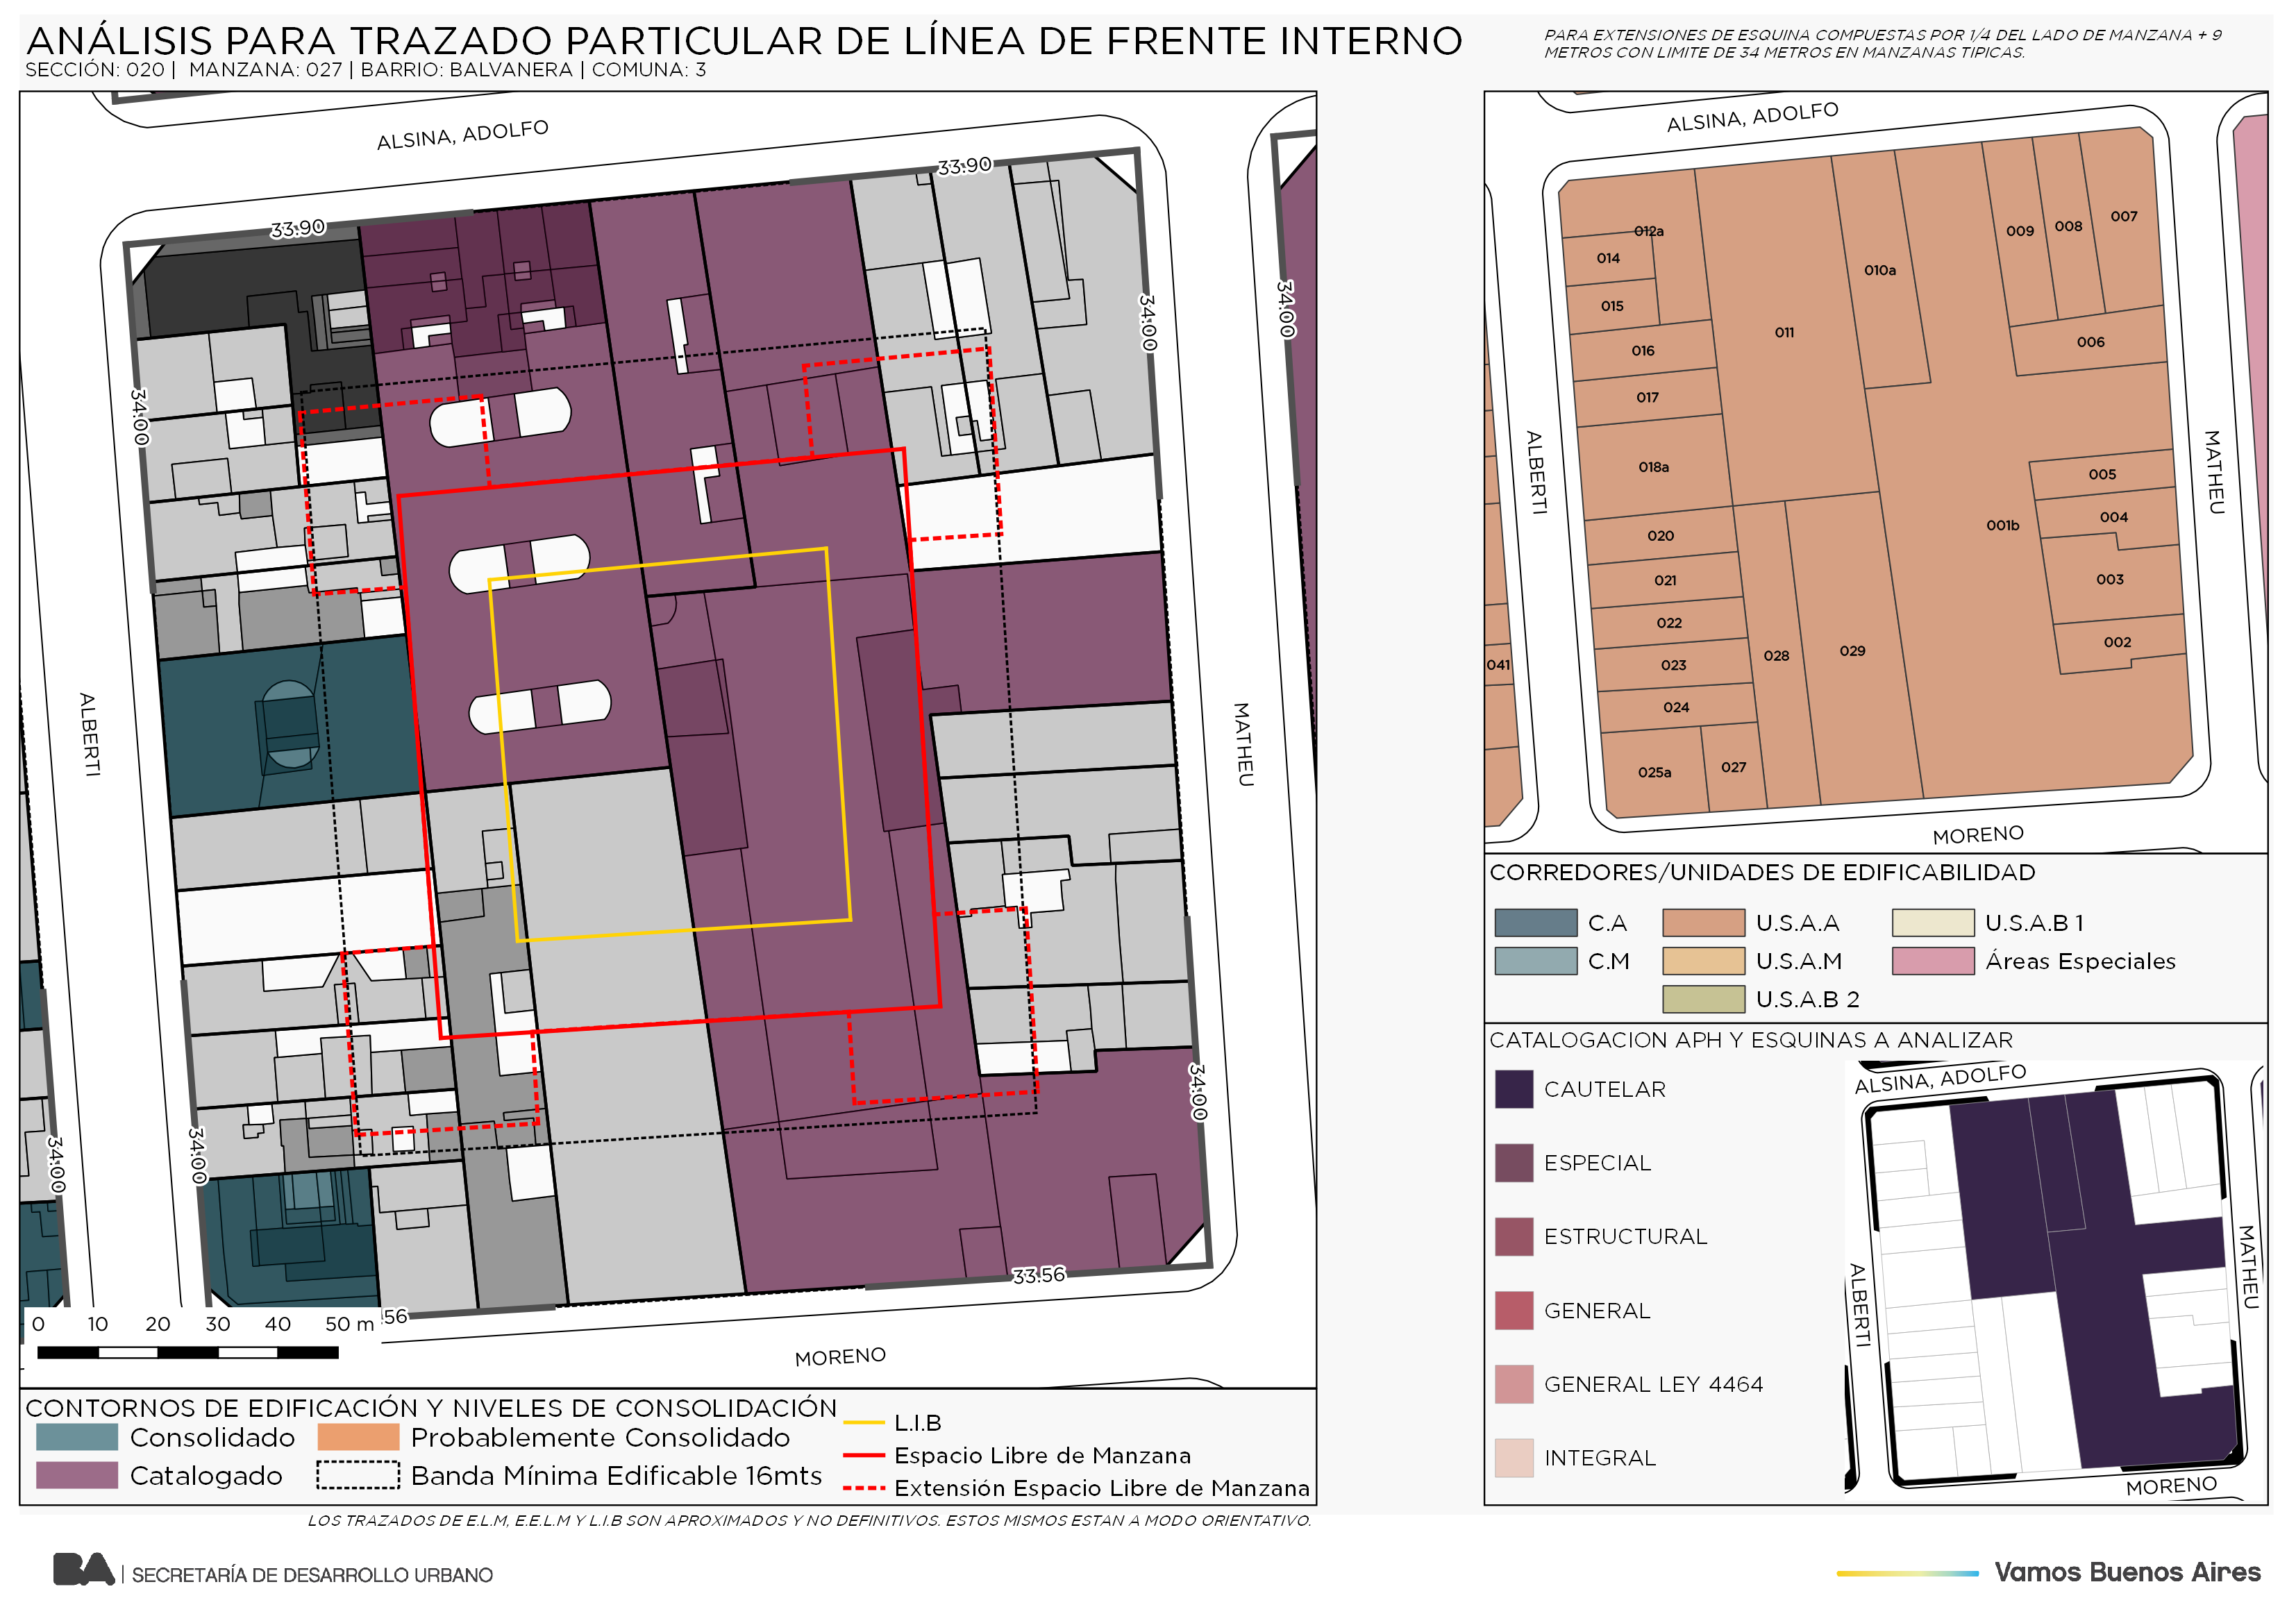 ANÁLISIS PARA TRAZADO PARTICULAR DE LÍNEA DE FRENTE INTERNO
SECCIÓN: 020 | MANZANA: 027 | BARRIO: BALVANERA | COMUNA: 3
PARA EXTENSIONES DE ESQUINA COMPUESTAS POR 1/4 DEL LADO DE MANZANA + 9
METROS CON LIMITE DE 34 METROS EN MANZANAS TIPICAS.
ALSINA, ADOLFO
33.90
33.90
34.00
34.00
34.00
ALBERTI
MATHEU
34.00
34.00
34.00
33.56
.56
MORENO
0 10 20 30 40 50 m
CONTORNOS DE EDIFICACIÓN Y NIVELES DE CONSOLIDACIÓN
Consolidado
Probablemente Consolidado
Catalogado
Banda Mínima Edificable 16mts
L.I.B
Espacio Libre de Manzana
Extensión Espacio Libre de Manzana
ALSINA, ADOLFO
012a
014
015
016
017
018a
020
021
022
023
024
025a
027
028
029
011
010a
009
008
007
006
005
004
003
002
001b
041
ALBERTI
MATHEU
MORENO
CORREDORES/UNIDADES DE EDIFICABILIDAD
C.A
U.S.A.A
U.S.A.B 1
C.M
U.S.A.M
Áreas Especiales
U.S.A.B 2
CATALOGACION APH Y ESQUINAS A ANALIZAR
CAUTELAR
ESPECIAL
ESTRUCTURAL
GENERAL
GENERAL LEY 4464
INTEGRAL
ALSINA, ADOLFO
ALBERTI
MATHEU
MORENO
LOS TRAZADOS DE E.L.M, E.E.L.M Y L.I.B SON APROXIMADOS Y NO DEFINITIVOS. ESTOS MISMOS ESTAN A MODO ORIENTATIVO.
BA | SECRETARÍA DE DESARROLLO URBANO
Vamos Buenos Aires